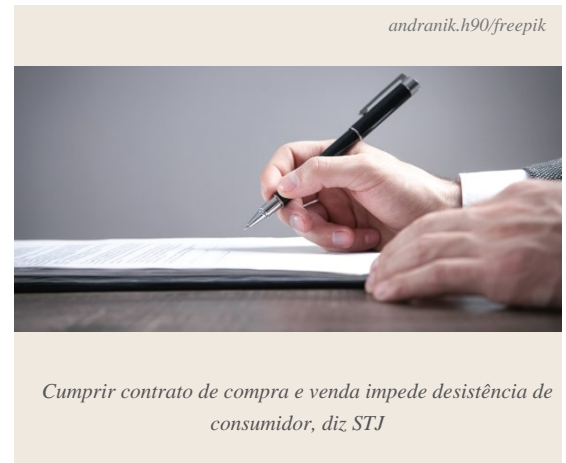 andranik.h90/freepik
Cumprir contrato de compra e venda impede desistência de
consumidor, diz STJ